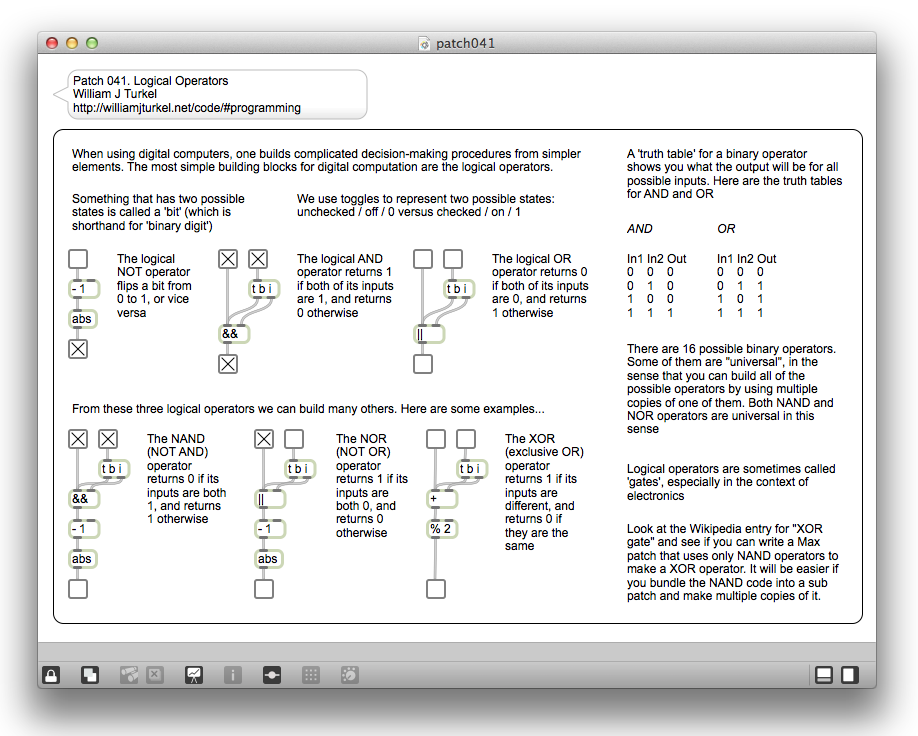 patch041
Patch 041. Logical Operators
William J Turkel
http://williamjturkel.net/code/#programming
When using digital computers, one builds complicated decision-making procedures from simpler
elements. The most simple building blocks for digital computation are the logical operators.
Something that has two possible
states is called a 'bit' (which is
shorthand for 'binary digit')
We use toggles to represent two possible states:
unchecked / off / 0 versus checked / on / 1
- 1
abs
The logical
NOT operator
flips a bit from
0 to 1, or vice
versa
t b i
&&
The logical AND
operator returns 1
if both of its inputs
are 1, and returns
0 otherwise
t b i
||
The logical OR
operator returns 0
if both of its inputs
are 0, and returns
1 otherwise
From these three logical operators we can build many others. Here are some examples...
t b i
&&
- 1
abs
The NAND
(NOT AND)
operator
returns 0 if its
inputs are both
1, and returns
1 otherwise
t b i
||
- 1
abs
The NOR
(NOT OR)
operator
returns 1 if its
inputs are
both 0, and
returns 0
otherwise
t b i
+
% 2
The XOR
(exclusive OR)
operator
returns 1 if its
inputs are
different, and
returns 0 if
they are the
same
A 'truth table' for a binary operator
shows you what the output will be for all
possible inputs. Here are the truth tables
for AND and OR
AND OR
In1 In2 Out In1 In2 Out
0 0 0 0 0 0
0 1 0 0 1 1
1 0 0 1 0 1
1 1 1 1 1 1
There are 16 possible binary operators.
Some of them are "universal", in the
sense that you can build all of the
possible operators by using multiple
copies of one of them. Both NAND and
NOR operators are universal in this
sense
Logical operators are sometimes called
'gates', especially in the context of
electronics
Look at the Wikipedia entry for "XOR
gate" and see if you can write a Max
patch that uses only NAND operators to
make a XOR operator. It will be easier if
you bundle the NAND code into a sub
patch and make multiple copies of it.